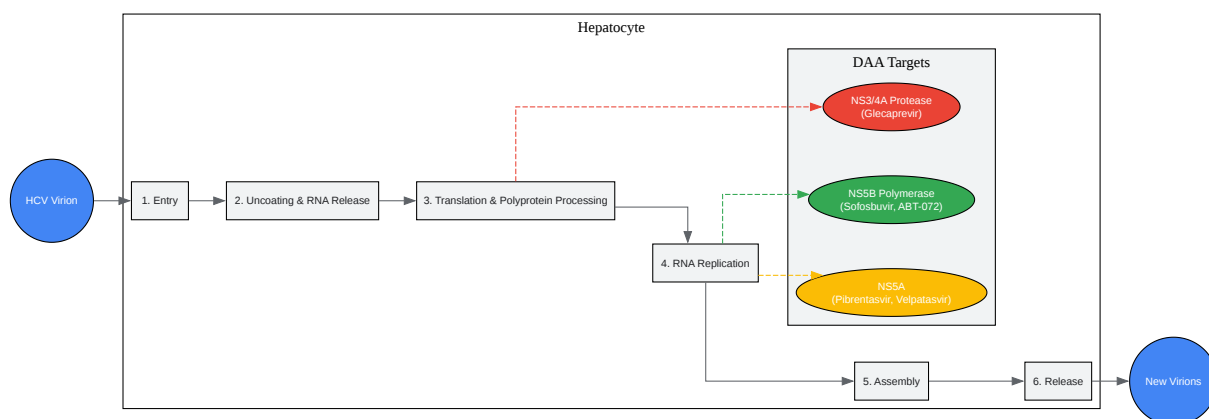 Hepatocyte
DAA Targets
NS3/4A Protease
(Glecaprevir)
HCV Virion
1. Entry
2. Uncoating & RNA Release
3. Translation & Polyprotein Processing
NS5B Polymerase
(Sofosbuvir, ABT-072)
4. RNA Replication
NS5A
(Pibrentasvir, Velpatasvir)
5. Assembly
6. Release
New Virions